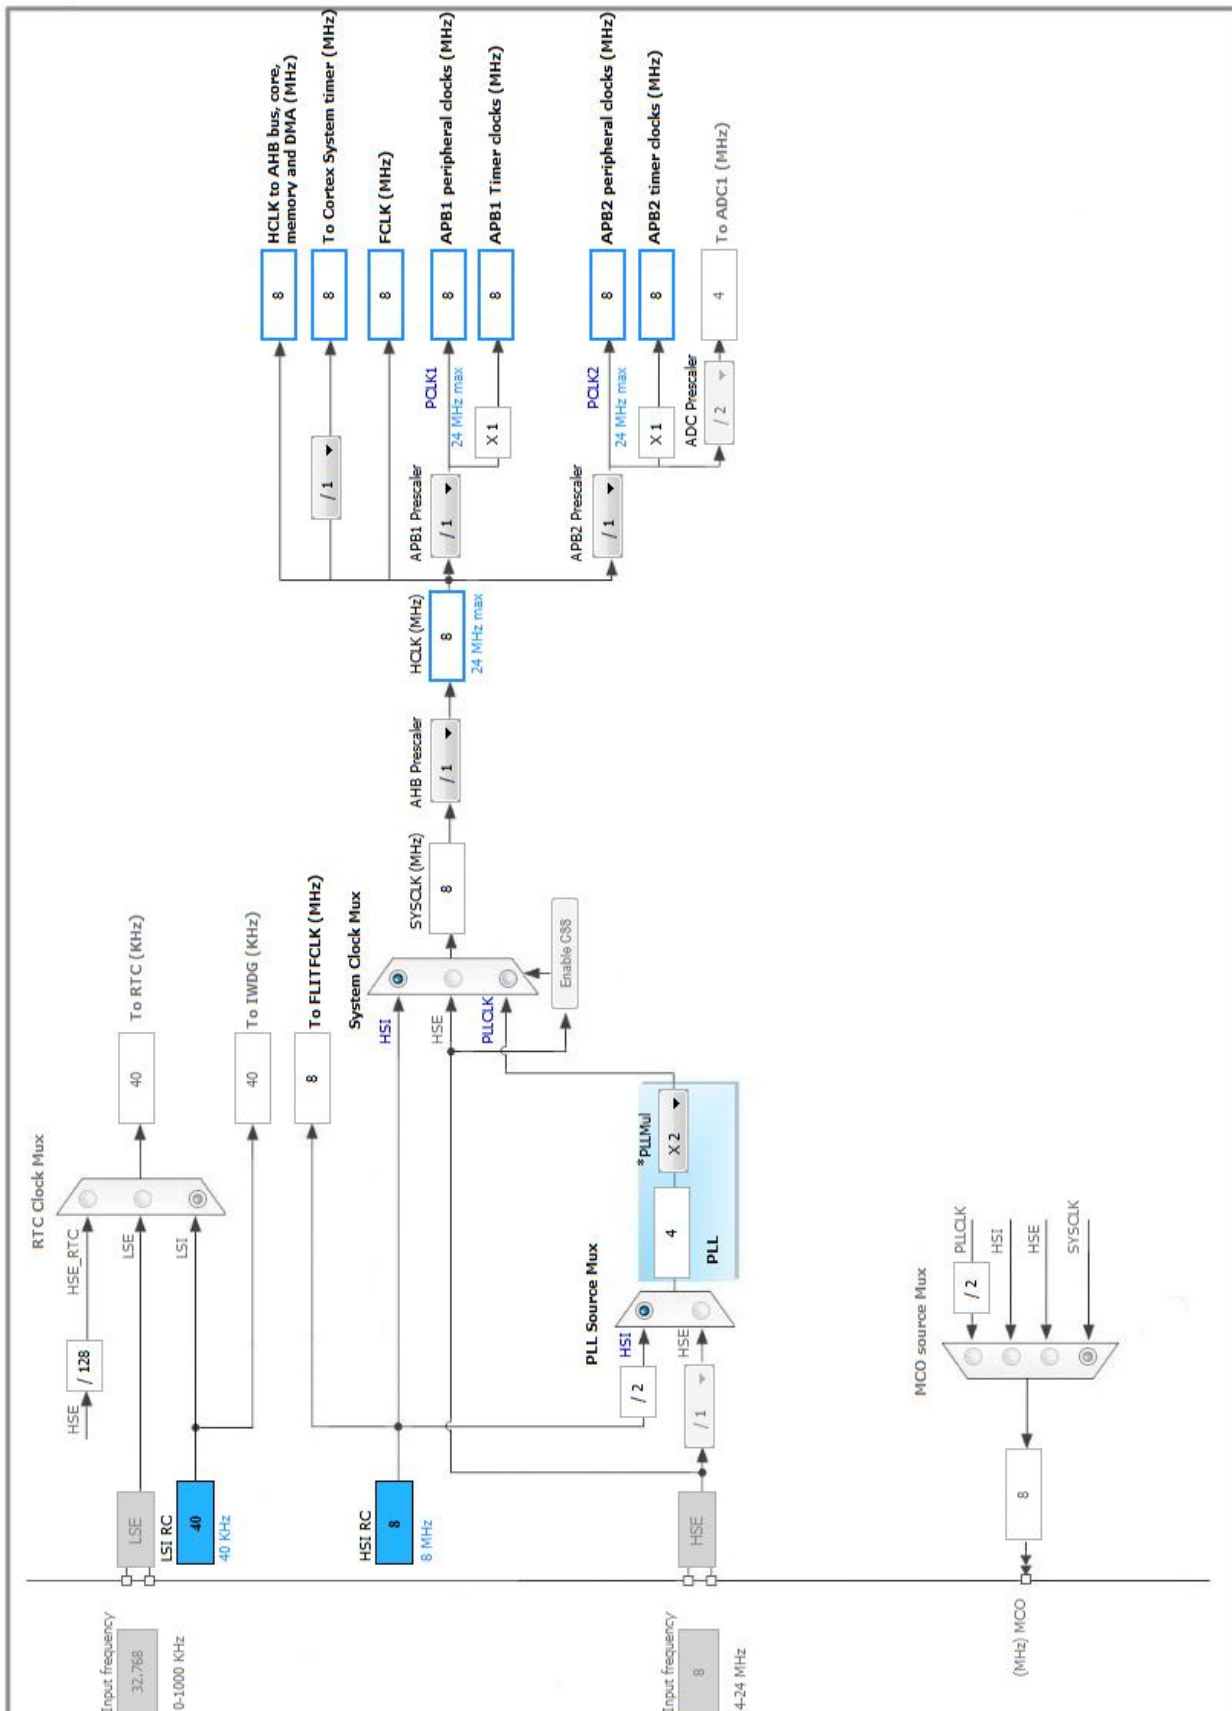 RTC Clock Mux
HSE
/ 128
HSE_RTC
40
To RTC (KHz)
Input frequency
32.768
0-1000 KHz
LSE
LSE
LSI RC
40
40 KHz
LSI
40
To IWDG (KHz)
8
To FLITFCLK (MHz)
HSI RC
8
8 MHz
System Clock Mux
HSI
HSE
PLLCLK
Enable CSS
SYSCLK (MHz)
8
AHB Prescaler
/ 1
HCLK (MHz)
8
24 MHz max
8
HCLK to AHB bus, core,
memory and DMA (MHz)
/ 1
8
To Cortex System timer (MHz)
8
FCLK (MHz)
APB1 Prescaler
/ 1
PCLK1
24 MHz max
8
APB1 peripheral clocks (MHz)
X 1
8
APB1 Timer clocks (MHz)
APB2 Prescaler
/ 1
PCLK2
24 MHz max
8
APB2 peripheral clocks (MHz)
X 1
8
APB2 timer clocks (MHz)
ADC Prescaler
/ 2
4
To ADC1 (MHz)
PLL Source Mux
/ 2
HSI
Input frequency
8
4-24 MHz
HSE
/ 1
HSE
4
*PLLMul
X 2
PLL
MCO source Mux
(MHz) MCO
8
/ 2
PLLCLK
HSI
HSE
SYSCLK